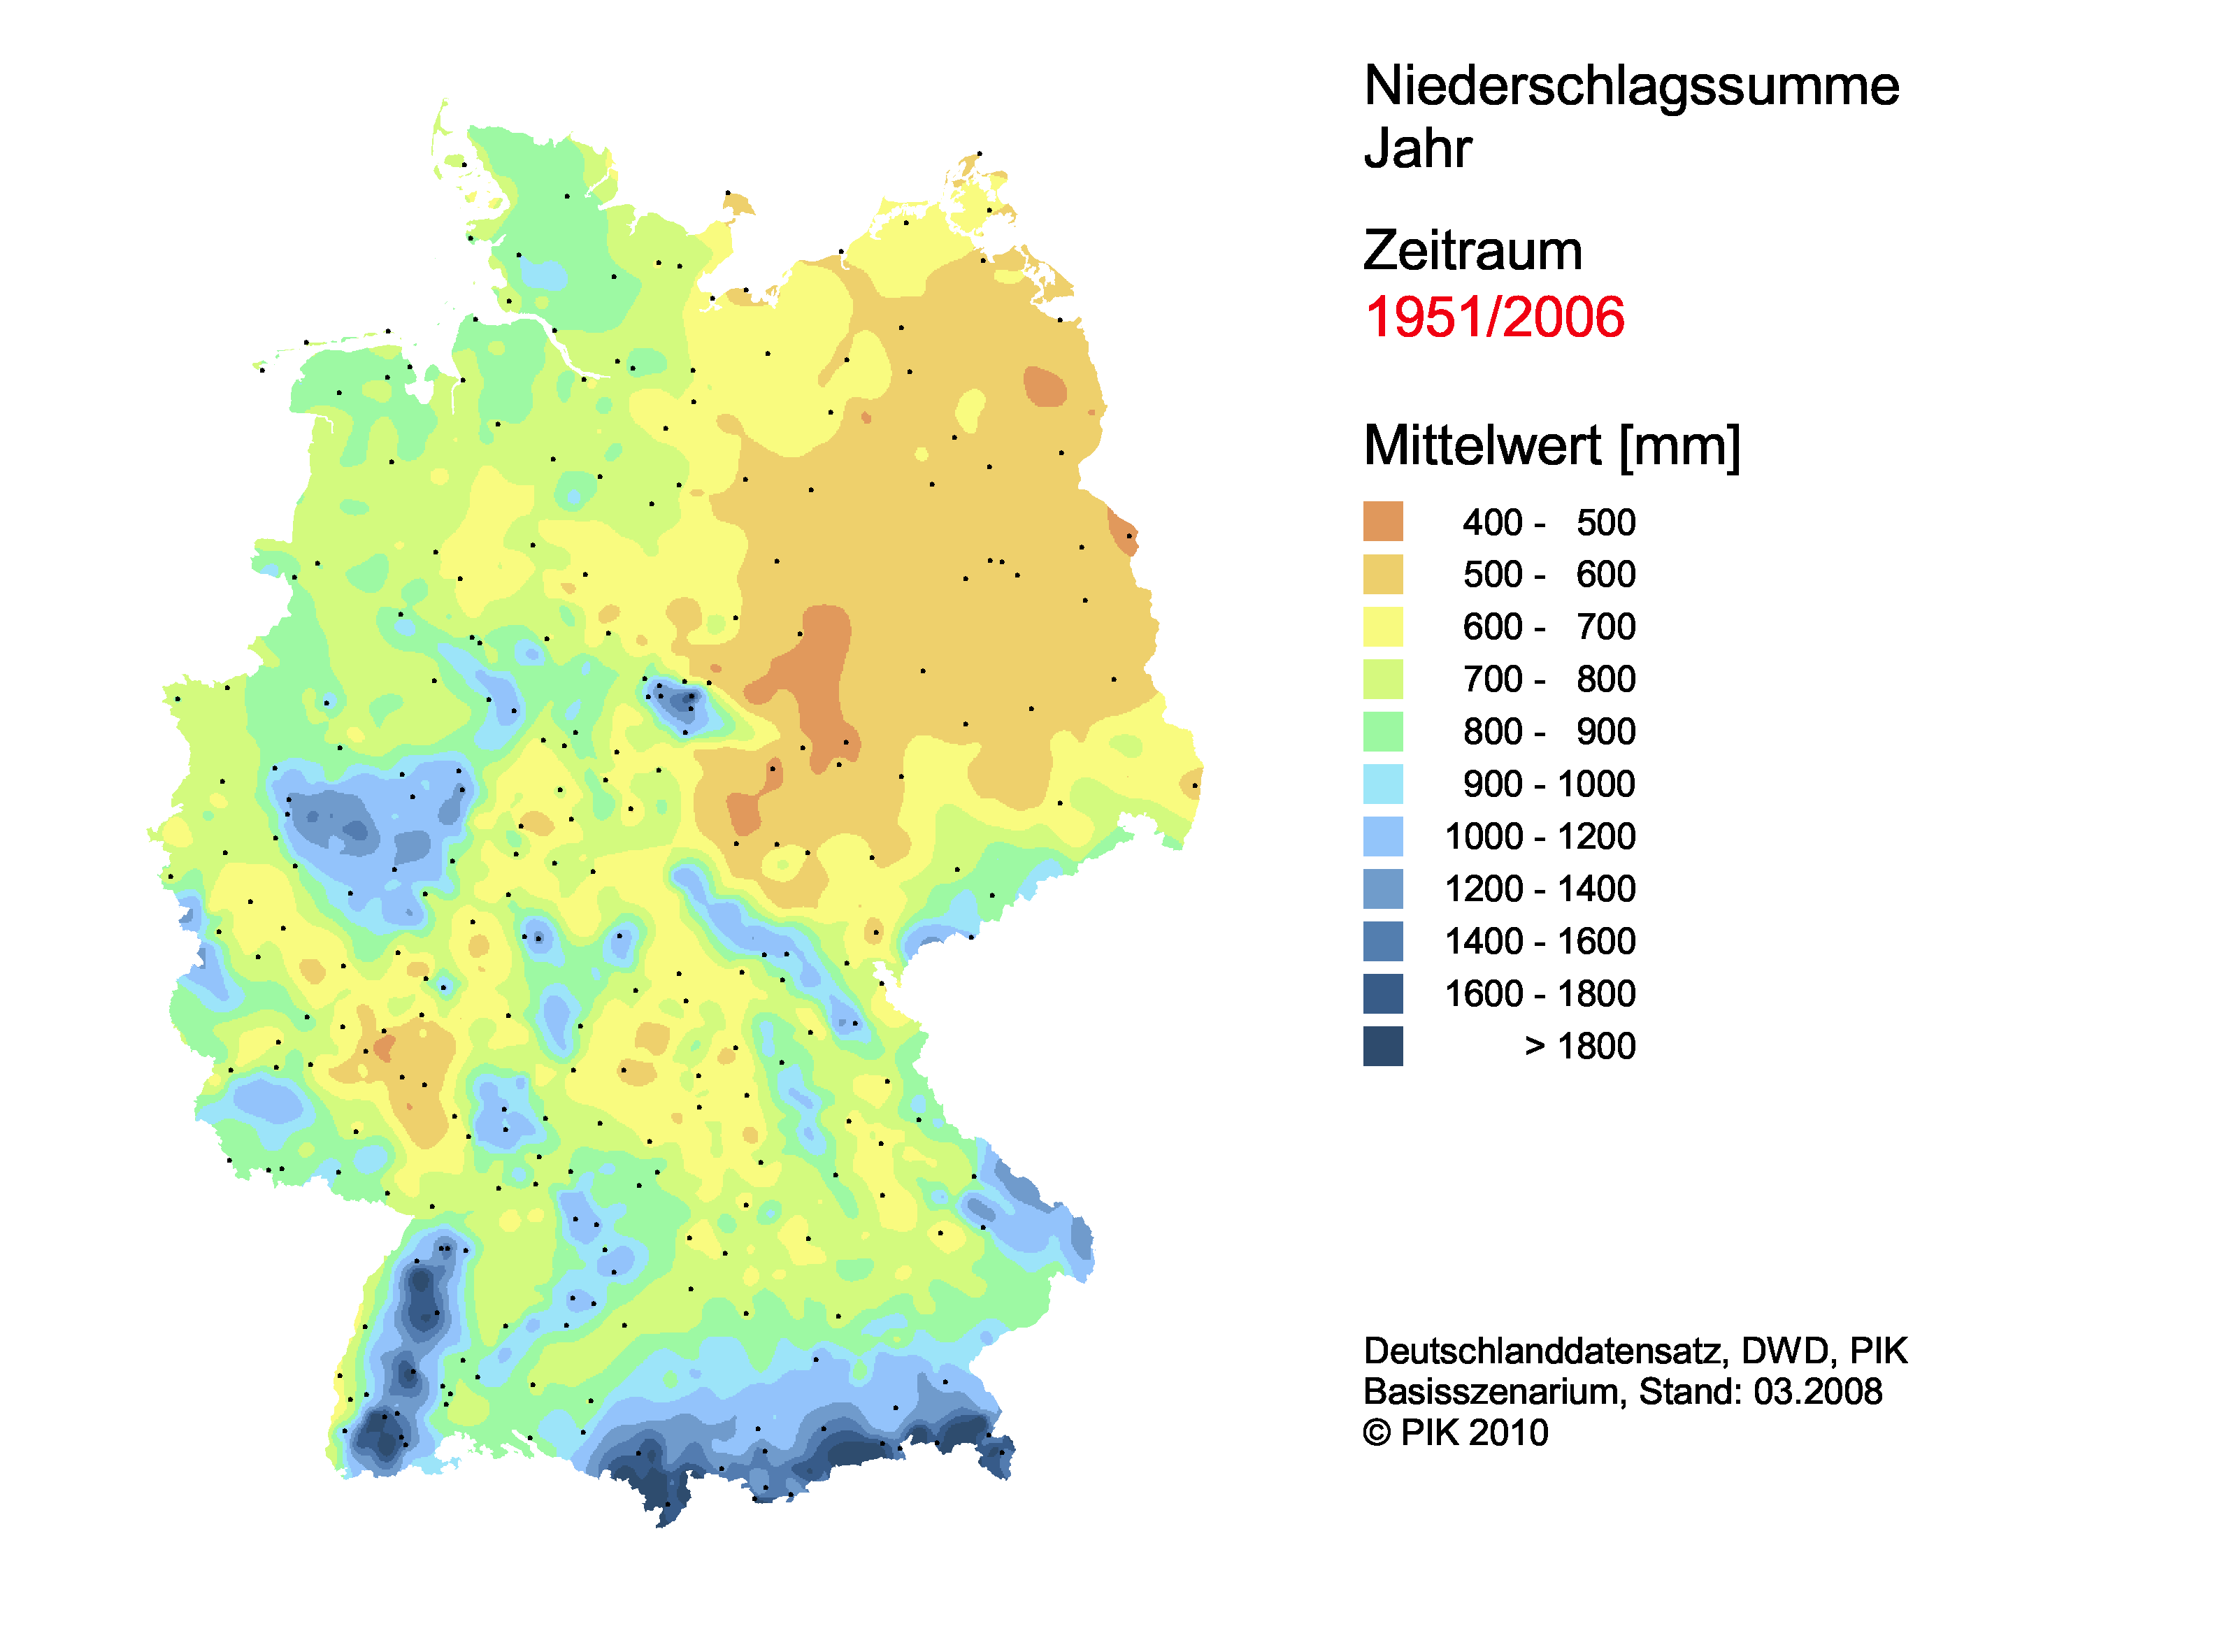 Niederschlagssumme
Jahr
Zeitraum
1951/2006
Mittelwert [mm]
400 - 500
500 - 600
600 - 700
700 - 800
800 - 900
900 - 1000
1000 - 1200
1200 - 1400
1400 - 1600
1600 - 1800
> 1800
Deutschlanddatensatz, DWD, PIK
Basisszenarium, Stand: 03.2008
© PIK 2010